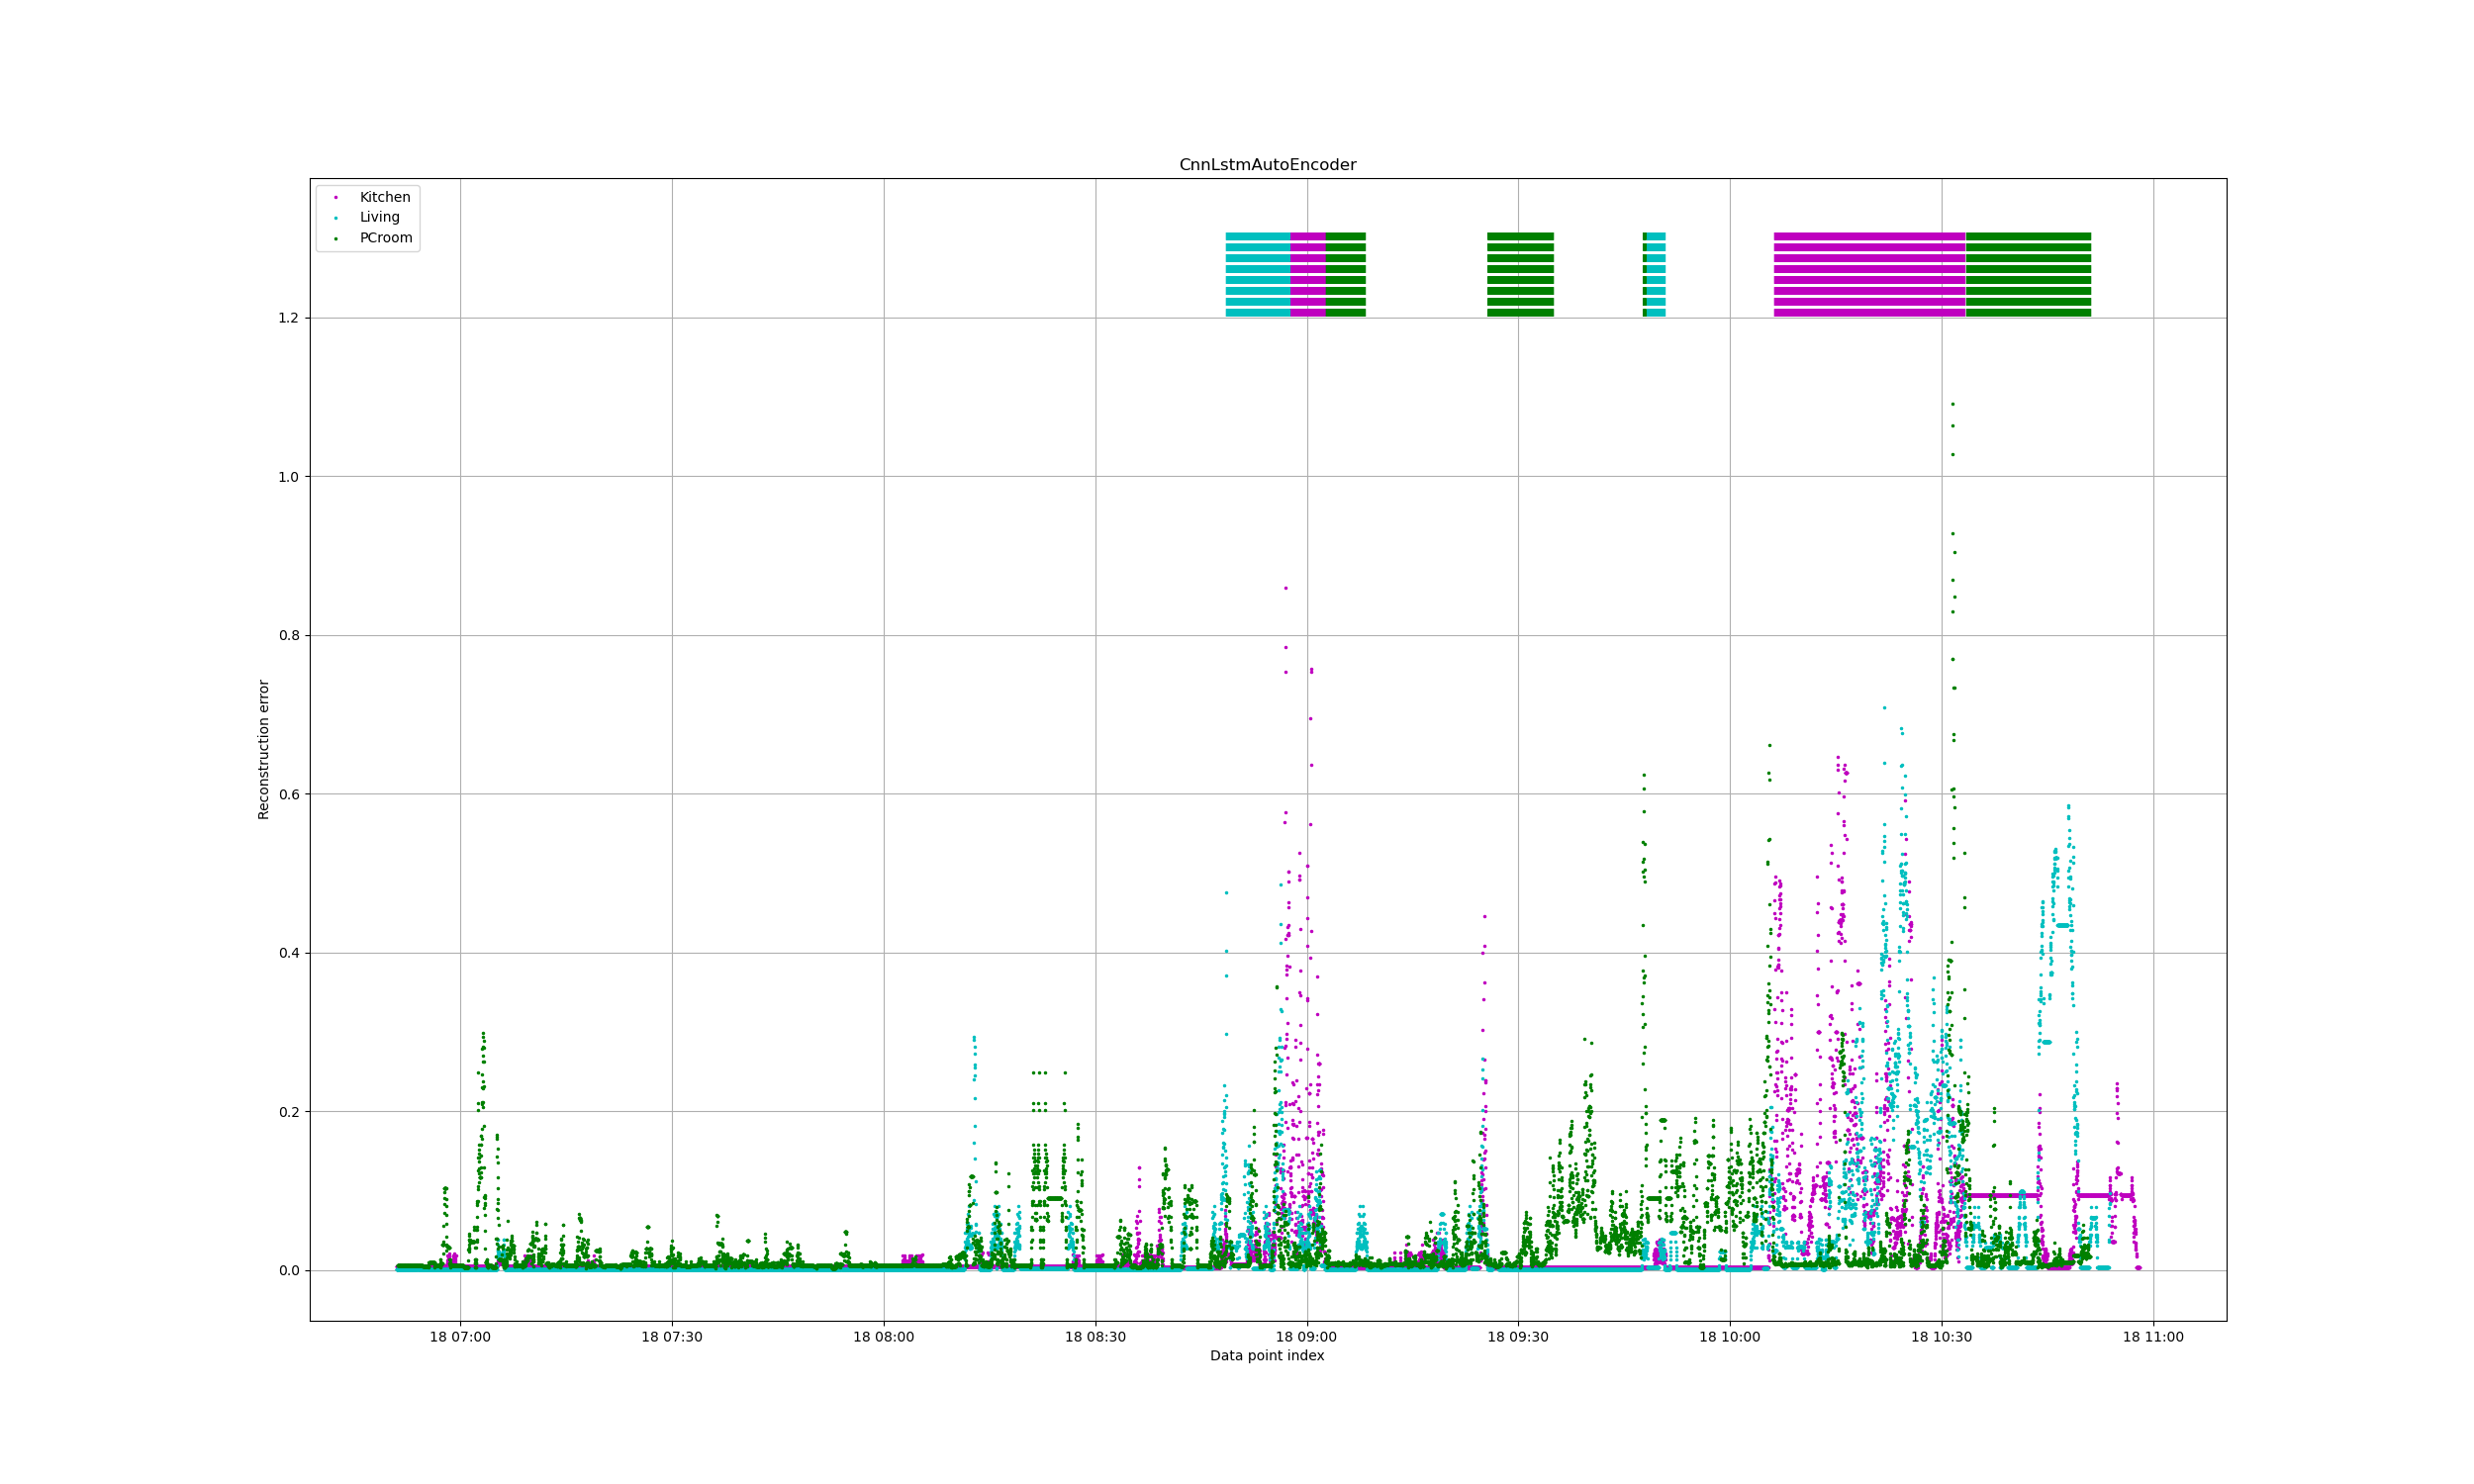 CnnLstmAutoEncoder
Kitchen
Living
PCroom
1.2
1.0
0.8
0.6
0.4
0.2
0.0
Reconstruction error
18 07:00 18 07:30 18 08:00 18 08:30 18 09:00 18 09:30 18 10:00 18 10:30 18 11:00
Data point index